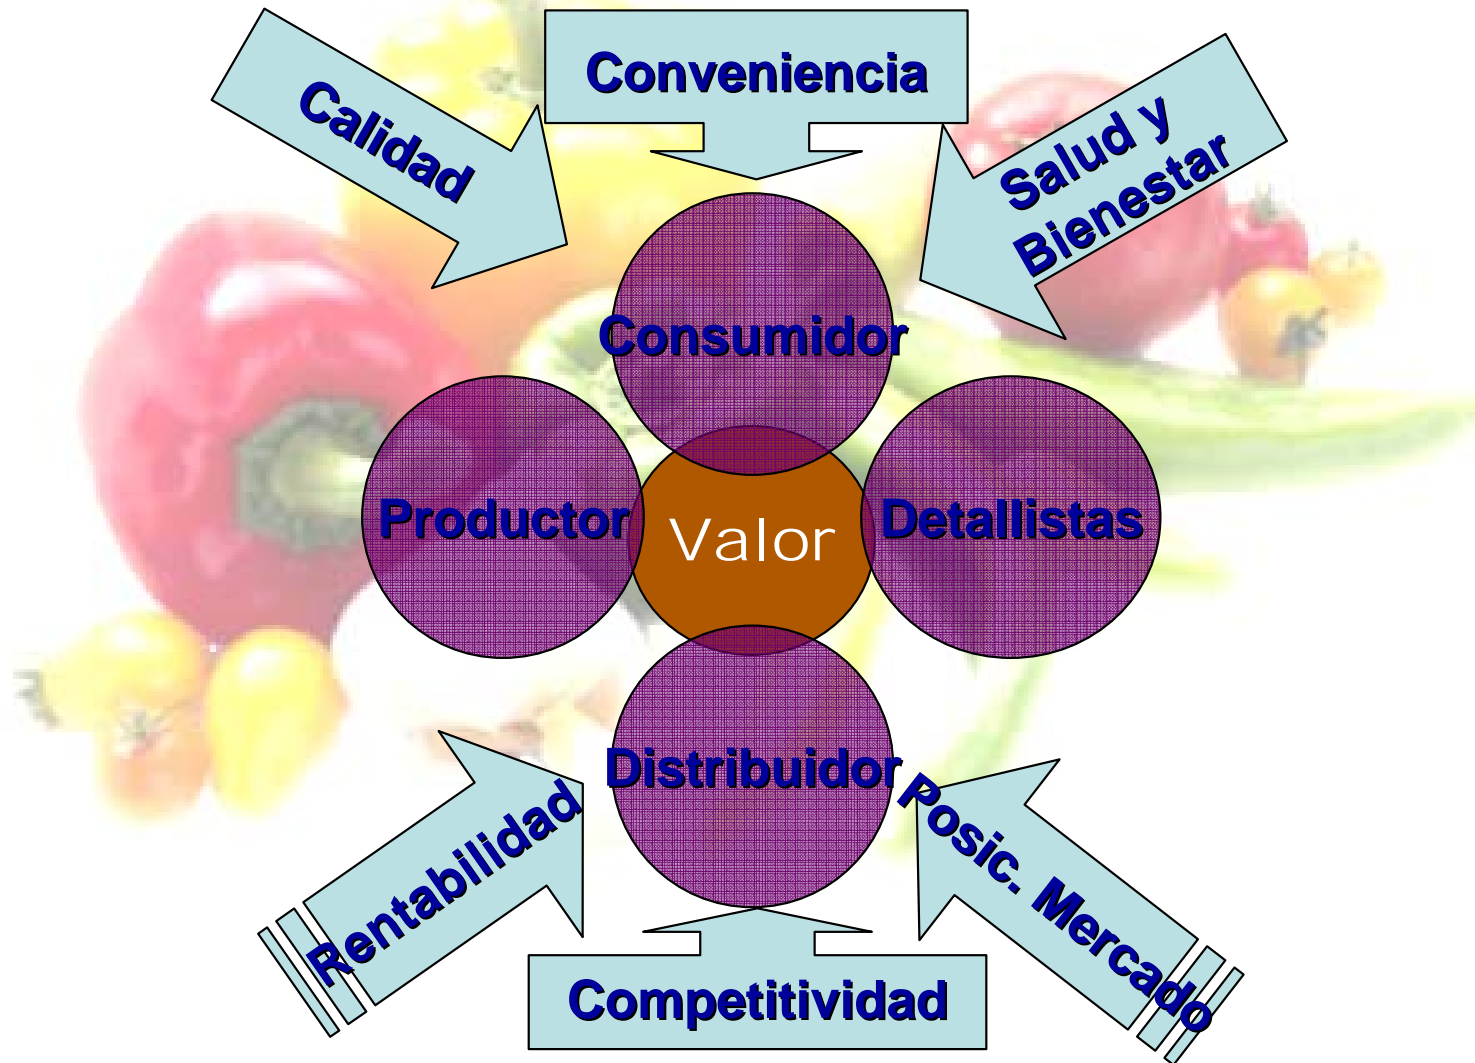 Conveniencia
Calidad
Salud y
Bienestar
Consumidor
Productor
Valor
Detallistas
Distribuidor
Rentabilidad
Posic. Mercado
Competitividad